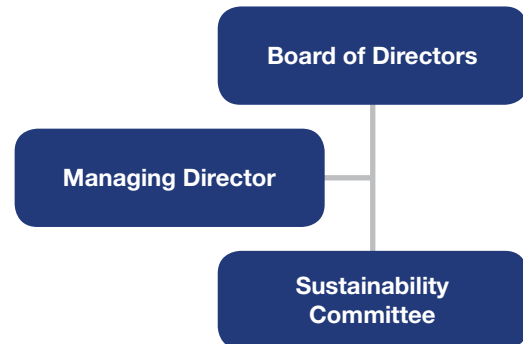 Board of Directors
Managing Director
Sustainability
Committee